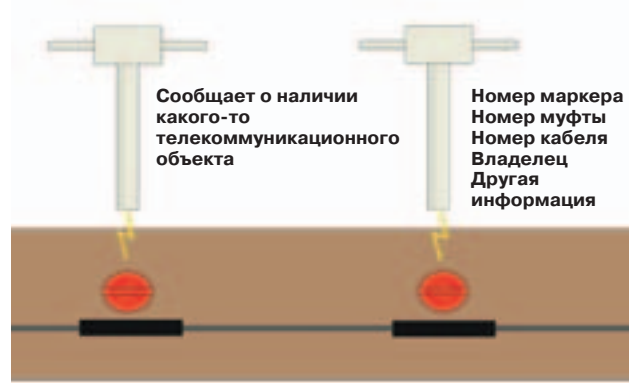 Сообщает о наличии
какого-то
телекоммуникационного
объекта
Номер маркера
Номер муфты
Номер кабеля
Владелец
Другая
информация